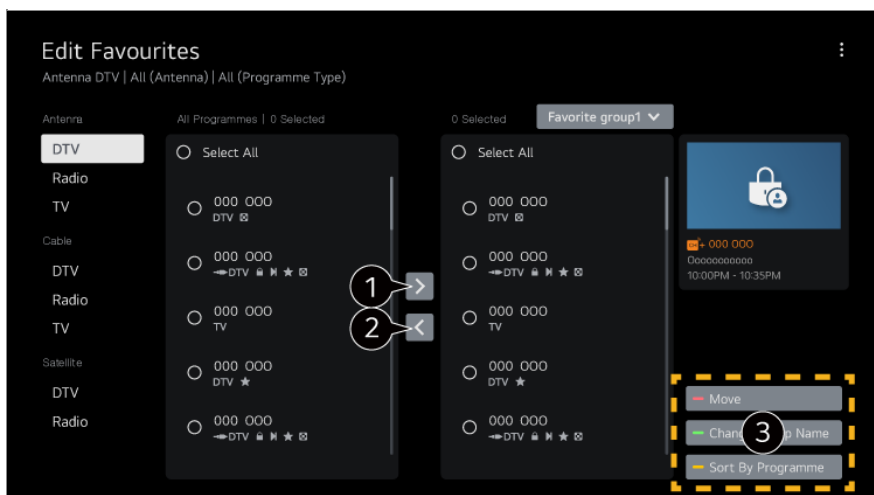 Edit Favourites
Antenna DTV | All (Antenna) | All (Programme Type)
Antenna
DTV
Radio
TV
Cable
DTV
Radio
TV
Satellite
DTV
Radio
All Programmes | 0 Selected
Select All
000 000
DTV
000 000
DTV
000 000
TV
000 000
DTV
000 000
DTV
1
2
0 Selected
Favorite group1
Select All
000 000
DTV
000 000
DTV
000 000
TV
000 000
DTV
000 000
DTV
CH+ 000 000
Oooooooooo
10:00PM - 10:35PM
Move
3
Sort By Programme